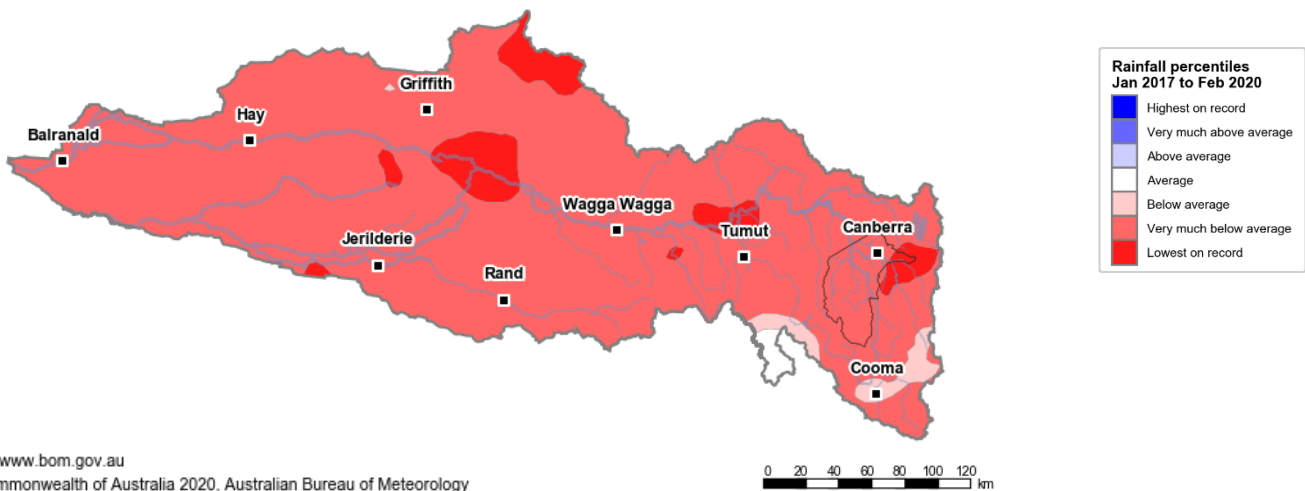 Griffith
Hay
Balranald
Wagga Wagga
Tumut
Canberra
Jerilderie
Rand
Cooma
Rainfall percentiles
Jan 2017 to Feb 2020
Highest on record
Very much above average
Above average
Average
Below average
Very much below average
Lowest on record
www.bom.gov.au
mmonwealth of Australia 2020, Australian Bureau of Meteorology
0 20 40 60 80 100 120
km